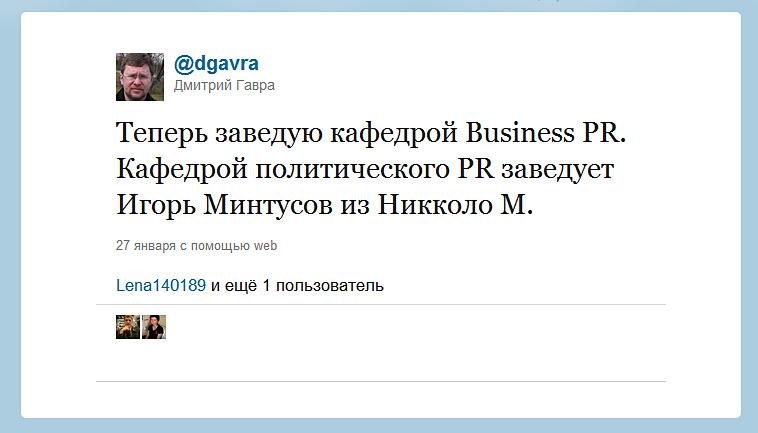 @dgavra
Дмитрий Гавра
Теперь заведую кафедрой Business PR.
Кафедрой политического PR заведует
Игорь Минтусов из Никколо М.
27 января с помощью web
Lena140189 и ещё 1 пользователь